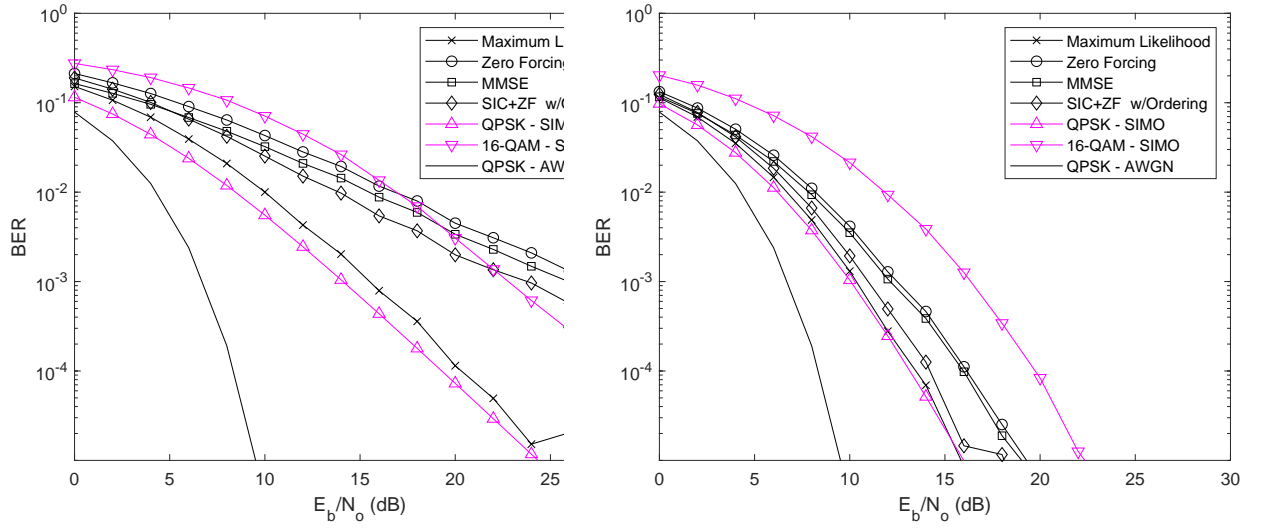 10^0
10^-1
10^-2
10^-3
10^-4
BER
0 5 10 15 20 25
E_b/N_o (dB)
Maximum Li
Zero Forcing
MMSE
SIC+ZF w/
QPSK - SIM
16-QAM - S
QPSK - AW
10^0
10^-1
10^-2
10^-3
10^-4
BER
0 5 10 15 20 25 30
E_b/N_o (dB)
Maximum Likelihood
Zero Forcing
MMSE
SIC+ZF w/Ordering
QPSK - SIMO
16-QAM - SIMO
QPSK - AWGN